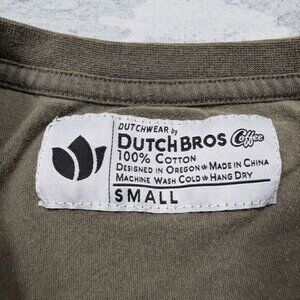 DUTCHWEAR by
DUTCH BROS Coffee
100% COTTON
DESIGNED IN OREGON • MADE IN CHINA
MACHINE WASH COLD • HANG DRY
SMALL